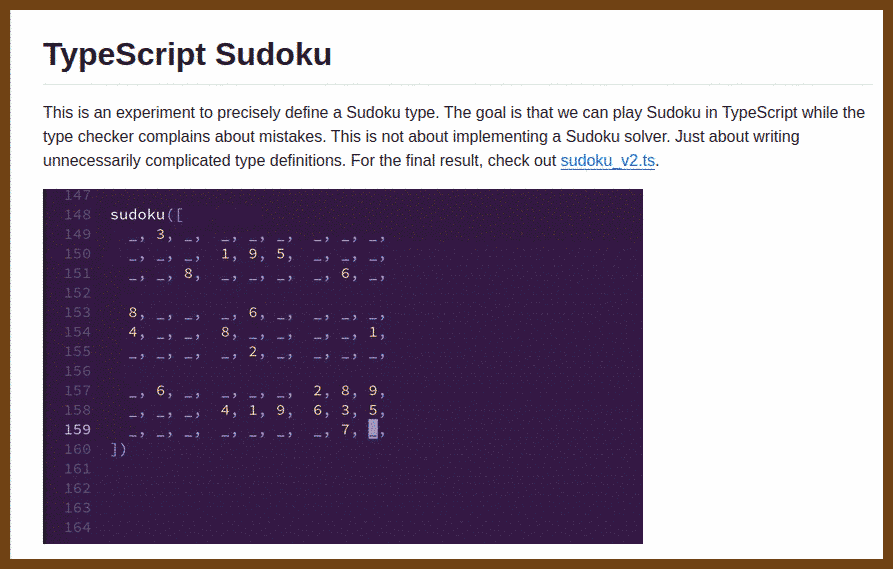 TypeScript Sudoku
This is an experiment to precisely define a Sudoku type. The goal is that we can play Sudoku in TypeScript while the
type checker complains about mistakes. This is not about implementing a Sudoku solver. Just about writing
unnecessarily complicated type definitions. For the final result, check out sudoku_v2.ts.
147
148 sudoku([
149 _, 3, _, _, _, _, _, _, _,
150 _, _, _, 1, 9, 5, _, _, _,
151 _, _, 8, _, _, _, _, 6, _,
152
153 8, _, _, _, 6, _, _, _, _,
154 4, _, _, 8, _, _, _, _, 1,
155 _, _, _, _, 2, _, _, _, _,
156
157 _, 6, _, _, _, _, 2, 8, 9,
158 _, _, _, 4, 1, 9, 6, 3, 5,
159 _, _, _, _, _, _, _, 7, _,
160 ])
161
162
163
164